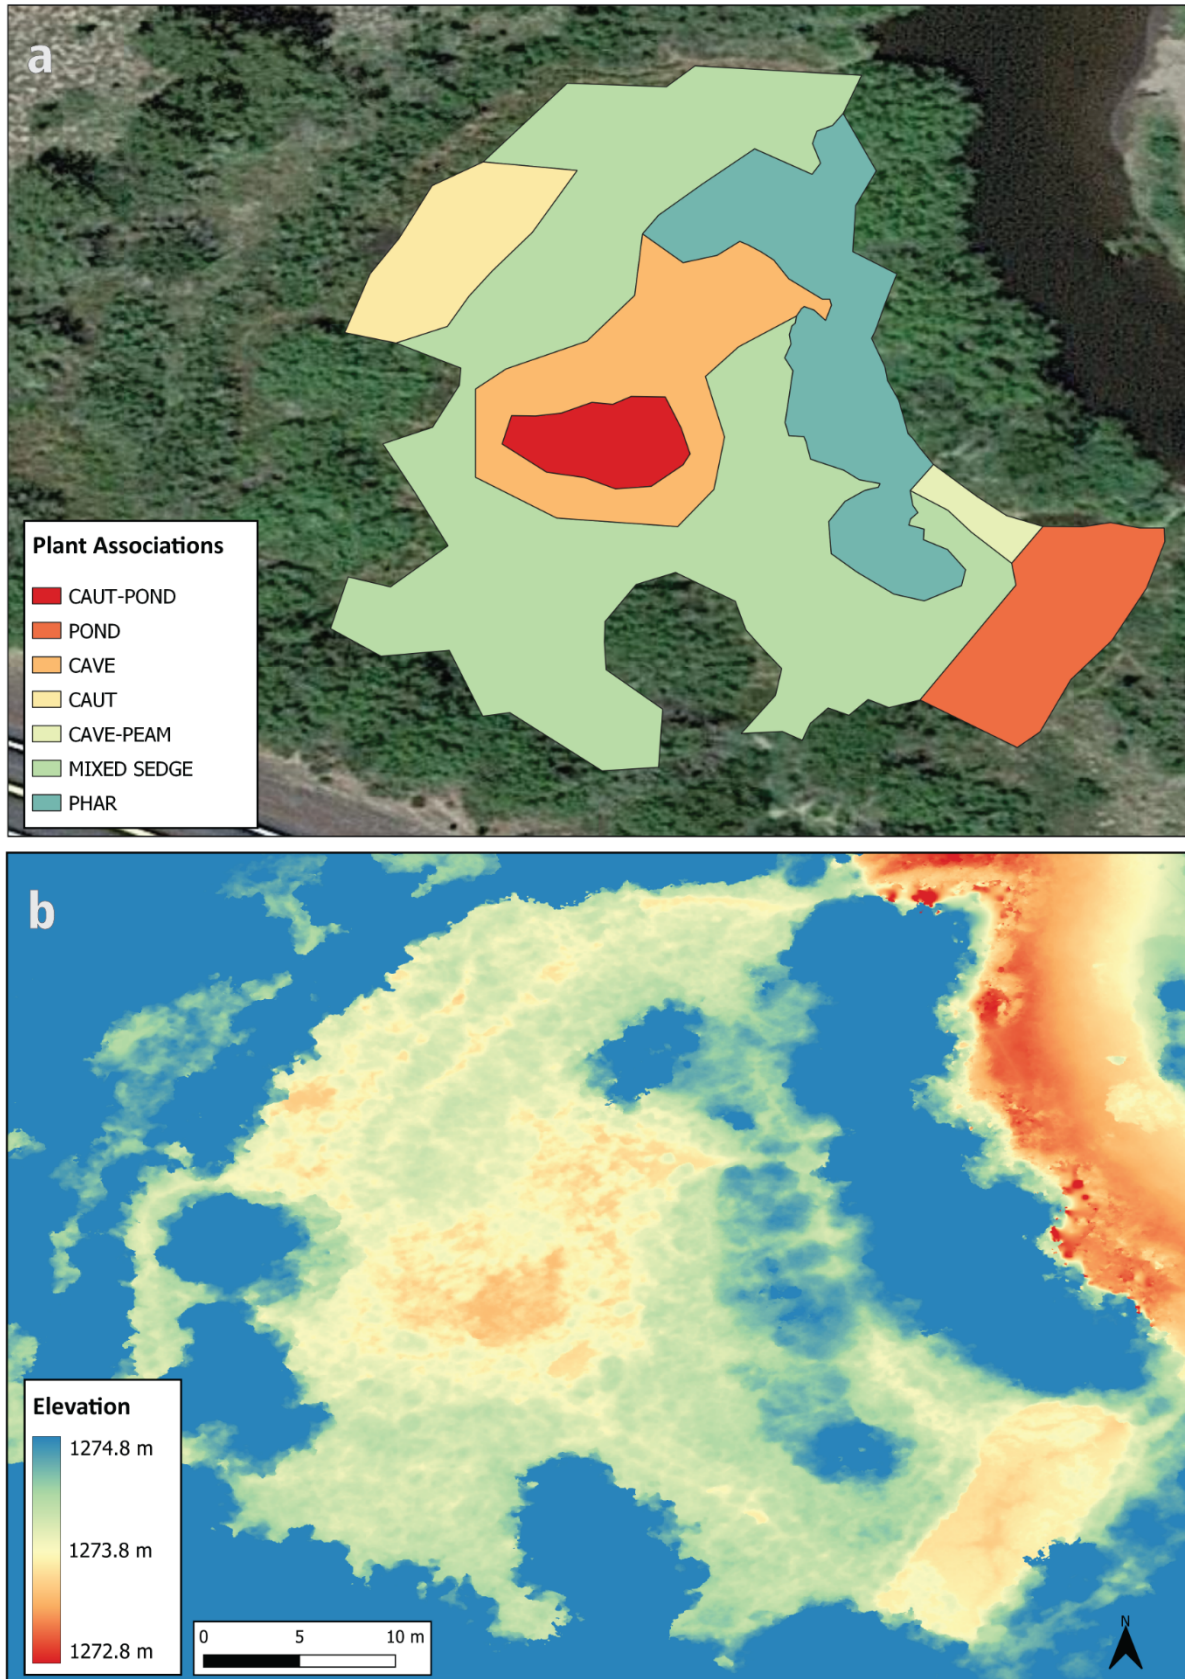 a
Plant Associations
CAUT-POND
POND
CAVE
CAUT
CAVE-PEAM
MIXED SEDGE
PHAR
b
Elevation
1274.8 m
1273.8 m
1272.8 m
0 5 10 m
N